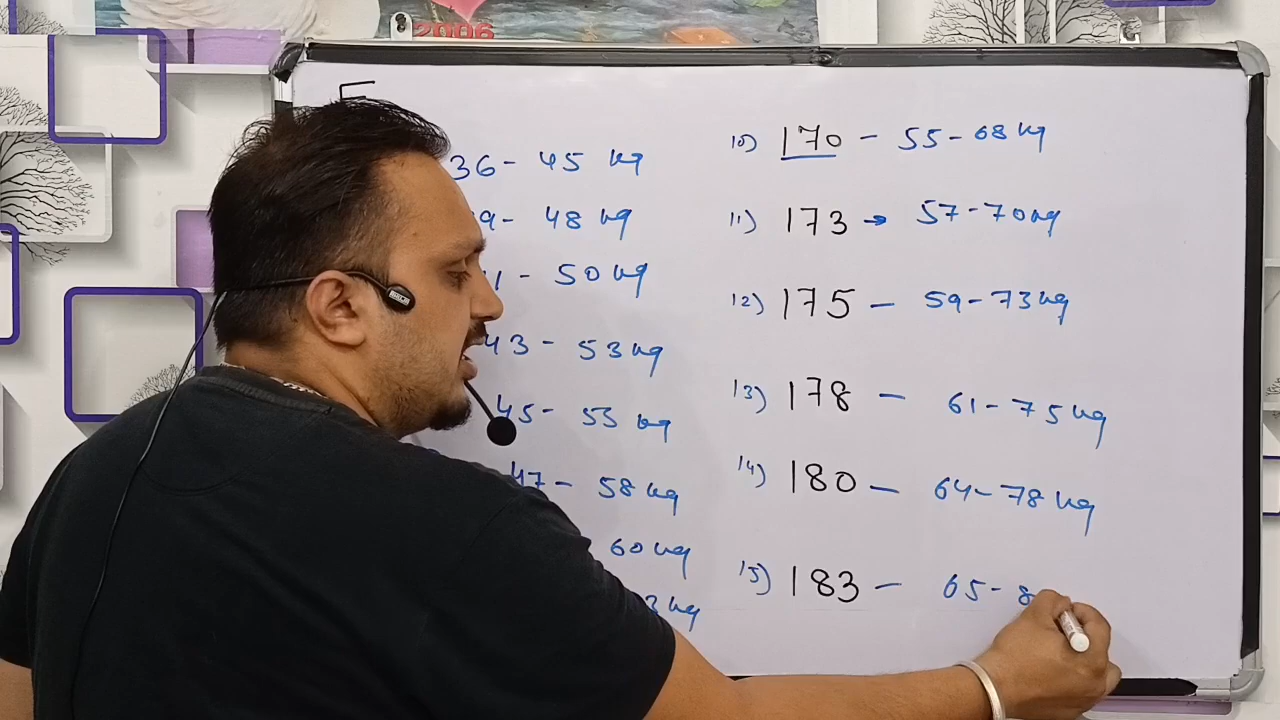 2006
F
36- 45 kg
9- 48 kg
1 - 50 kg
43 - 53 kg
45- 55 kg
47- 58 kg
60 kg
3 kg
10) 170 - 55-68 kg
11) 173 → 57-70 kg
12) 175 - 59-73 kg
13) 178 - 61-75 kg
14) 180 - 64-78 kg
15) 183 - 65-8